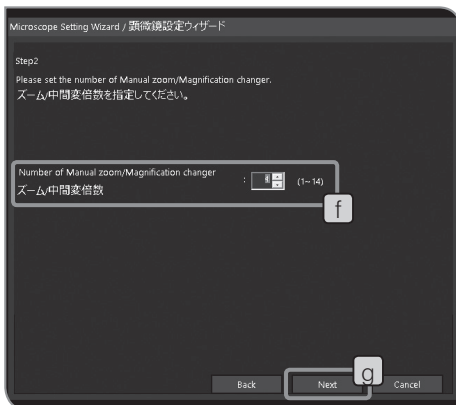 Microscope Setting Wizard / 顕微鏡設定ウィザード
Step2
Please set the number of Manual zoom/Magnification changer.
ズーム/中間変倍数を指定してください。
Number of Manual zoom/Magnification changer
ズーム/中間変倍数
: (1~14)
f
g
Back Next Cancel